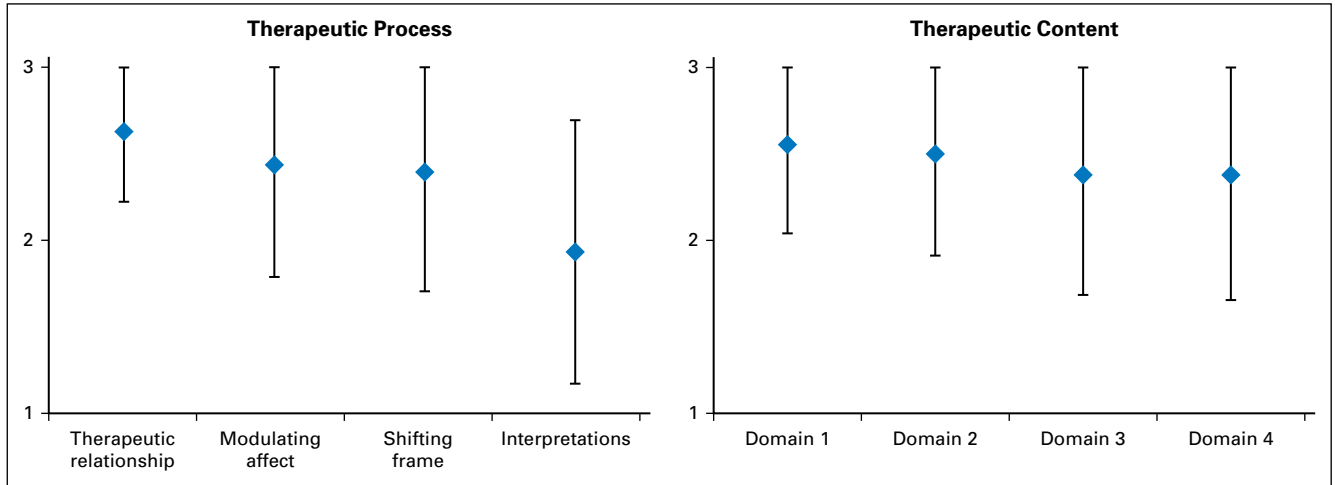 Therapeutic Process
3
2
1
Therapeutic
relationship
Modulating
affect
Shifting
frame
Interpretations
Therapeutic Content
3
2
1
Domain 1
Domain 2
Domain 3
Domain 4